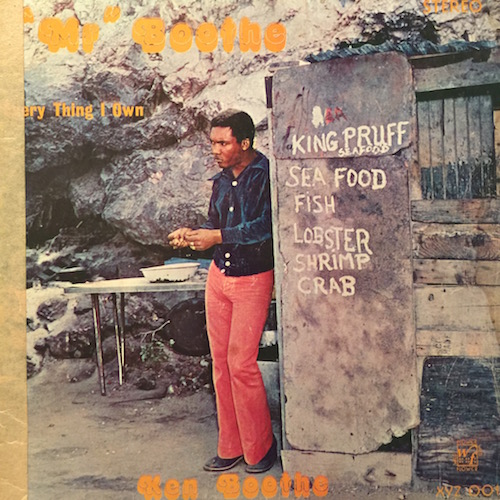 STEREO
"Mr" Boothe
ery Thing I Own
KING PRUFF
SEAFOOD
SEA FOOD
FISH
LOBSTER
SHRIMP
CRAB
Ken Boothe